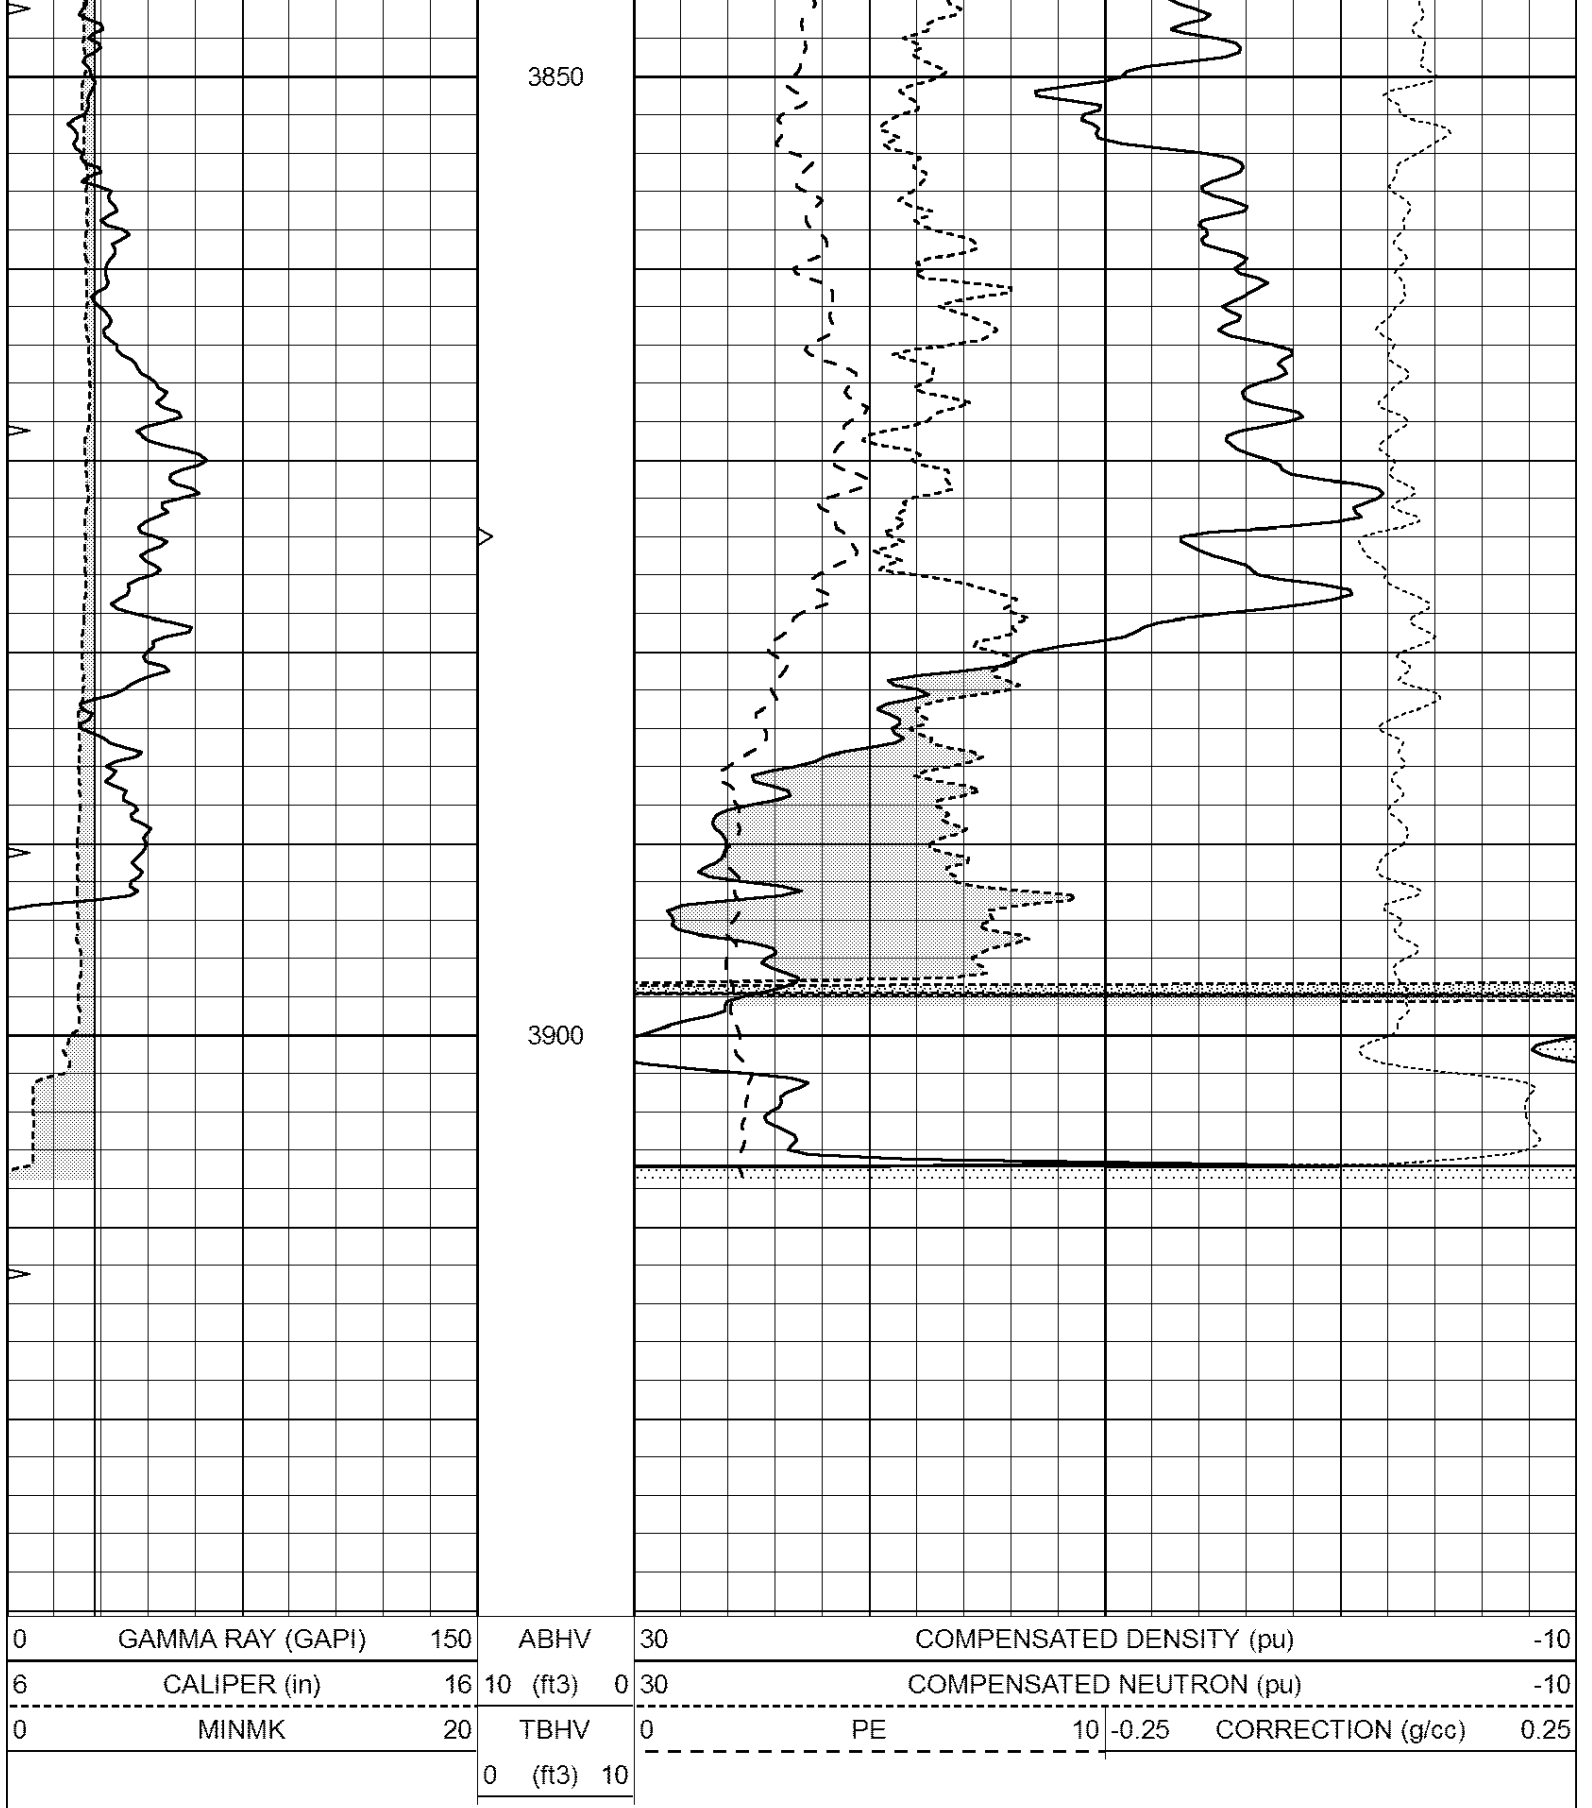 3850
3900
0 GAMMA RAY (GAPI) 150 ABHV 30 COMPENSATED DENSITY (pu) -10
6 CALIPER (in) 16 10 (ft3) 0 30 COMPENSATED NEUTRON (pu) -10
0 MINMK 20 TBHV 0 PE 10 -0.25 CORRECTION (g/cc) 0.25
0 (ft3) 10